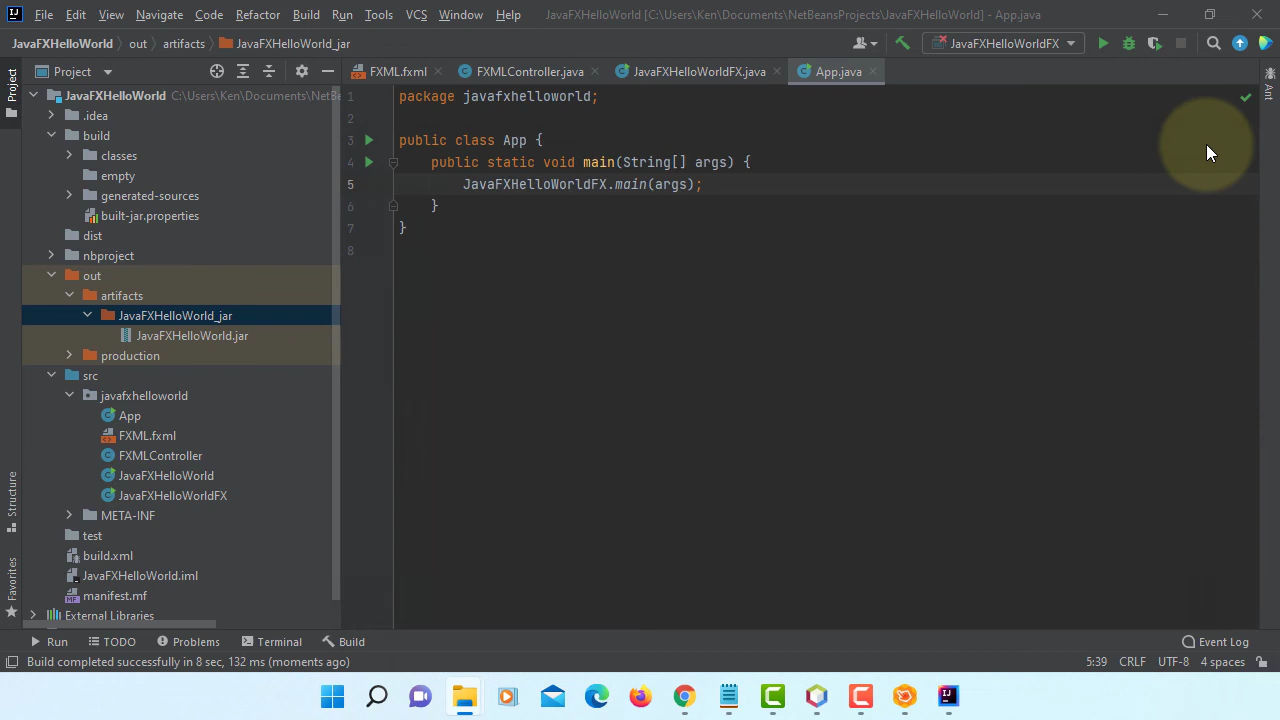 File Edit View Navigate Code Refactor Build Run Tools VCS Window Help JavaFXHelloWorld [C:\Users\Ken\Documents\NetBeansProjects\JavaFXHelloWorld] - App.java
JavaFXHelloWorld out artifacts JavaFXHelloWorld_jar JavaFXHelloWorldFX
Project FXML.fxml FXMLController.java JavaFXHelloWorldFX.java App.java
Project
Ant
JavaFXHelloWorld C:\Users\Ken\Documents\NetBe
.idea
build
classes
empty
generated-sources
built-jar.properties
dist
nbproject
out
artifacts
JavaFXHelloWorld_jar
JavaFXHelloWorld.jar
production
src
javafxhelloworld
App
FXML.fxml
FXMLController
JavaFXHelloWorld
JavaFXHelloWorldFX
META-INF
test
build.xml
JavaFXHelloWorld.iml
manifest.mf
External Libraries
1 package javafxhelloworld;
2
3 public class App {
4 public static void main(String[] args) {
5 JavaFXHelloWorldFX.main(args);
6 }
7 }
8
Structure
Favorites
Run TODO Problems Terminal Build Event Log
Build completed successfully in 8 sec, 132 ms (moments ago) 5:39 CRLF UTF-8 4 spaces